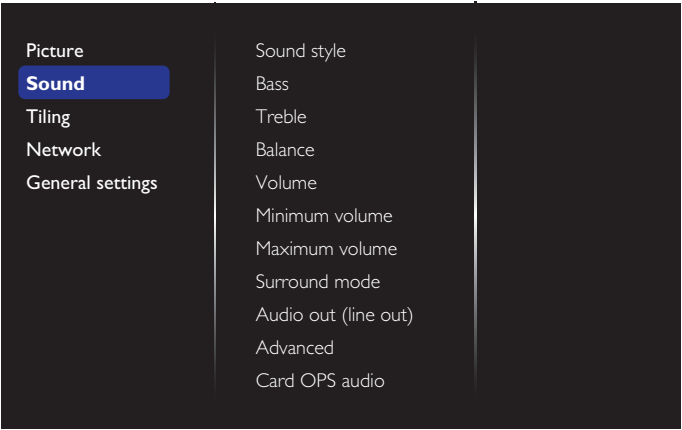 Picture
Sound
Tiling
Network
General settings
Sound style
Bass
Treble
Balance
Volume
Minimum volume
Maximum volume
Surround mode
Audio out (line out)
Advanced
Card OPS audio